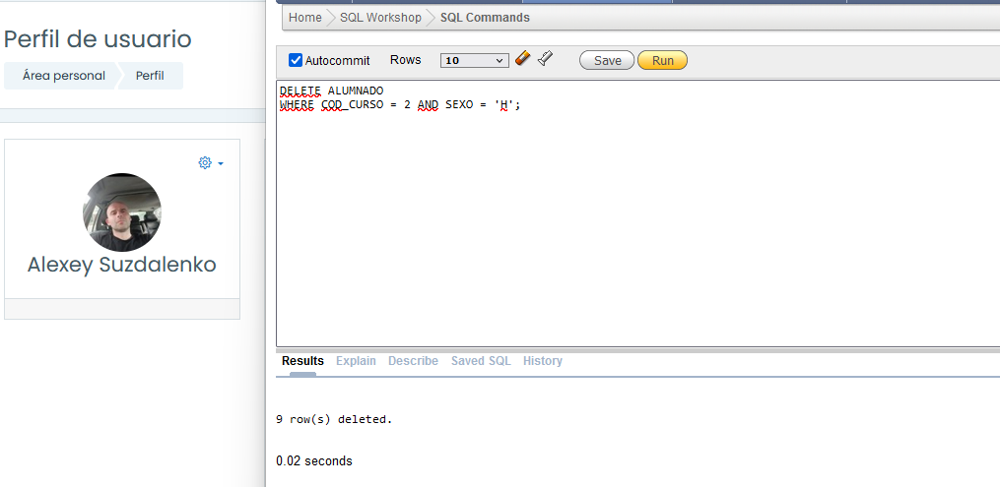 Perfil de usuario
Área personal
Perfil
Alexey Suzdalenko
Home
SQL Workshop
SQL Commands
Autocommit
Rows
10
Save
Run
DELETE ALUMNADO
WHERE COD_CURSO = 2 AND SEXO = 'H';
Results
Explain
Describe
Saved SQL
History
9 row(s) deleted.
0.02 seconds